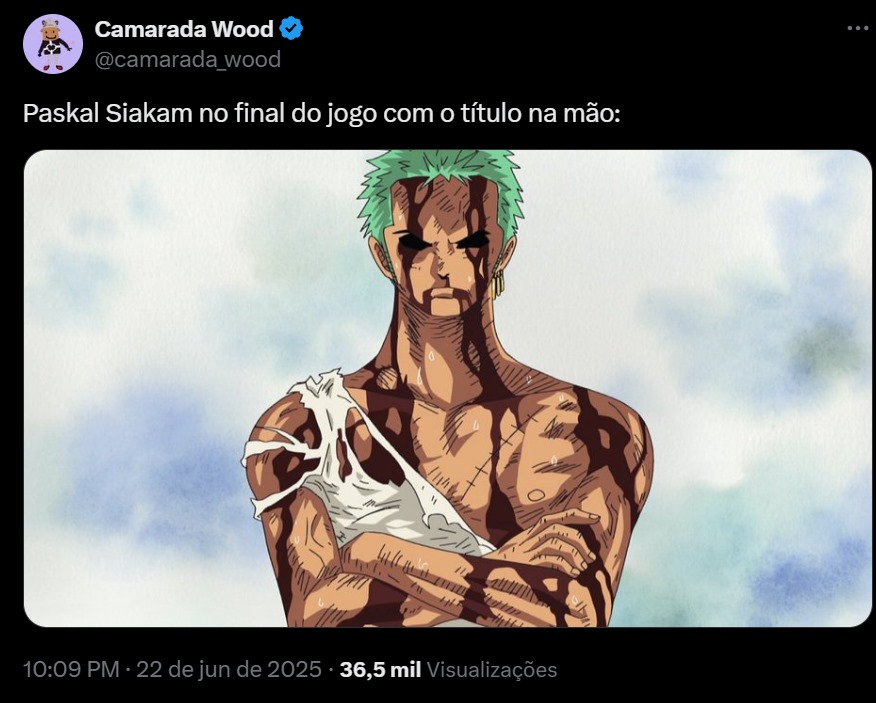 Camarada Wood
@camarada_wood
Paskal Siakam no final do jogo com o título na mão:
10:09 PM · 22 de jun de 2025 · 36,5 mil Visualizações